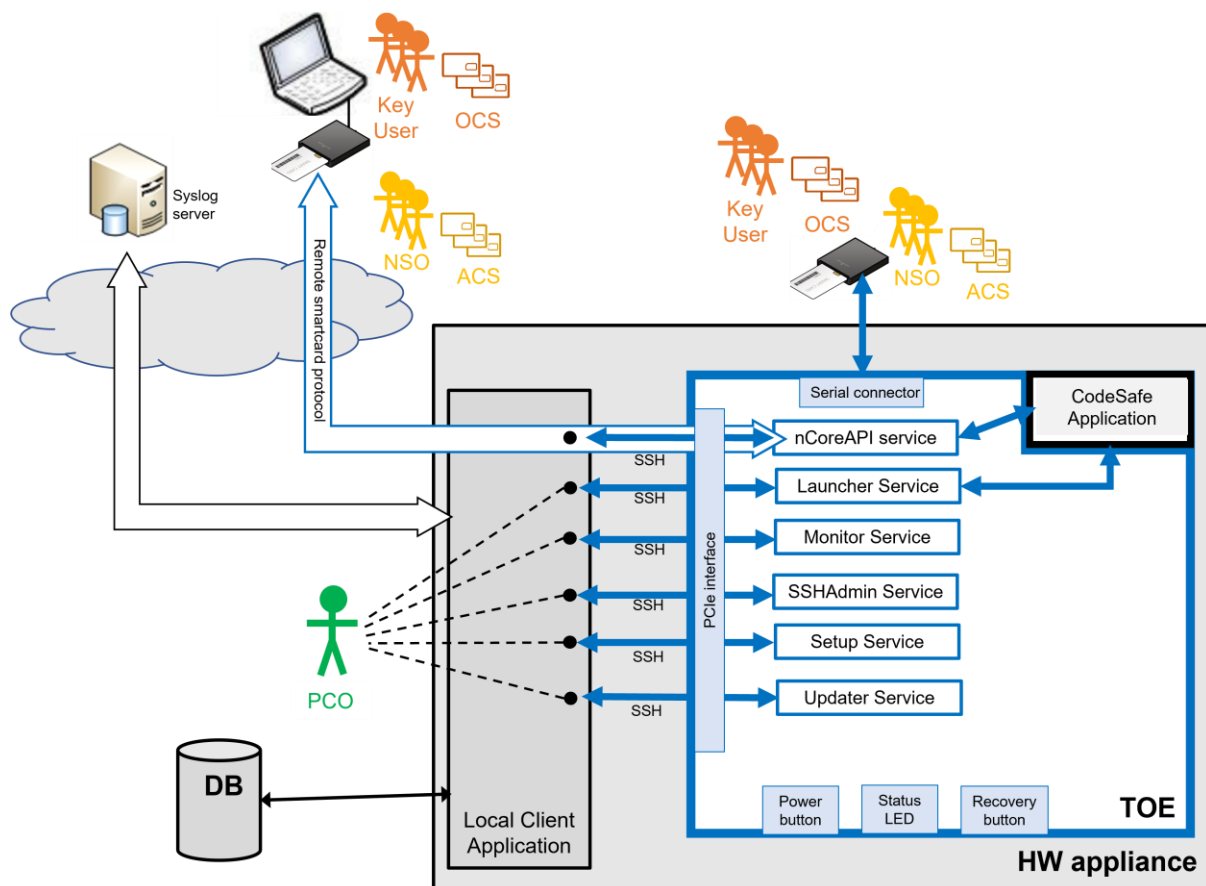 Key
User
OCS
Syslog
server
NSO
ACS
Remote smartcard protocol
Key
User
OCS
NSO
ACS
Serial connector
CodeSafe
Application
nCoreAPI service
SSH
Launcher Service
SSH
Monitor Service
SSH
PCIe interface
SSHAdmin Service
SSH
Setup Service
SSH
Updater Service
SSH
PCO
DB
Local Client
Application
Power
button
Status
LED
Recovery
button
TOE
HW appliance